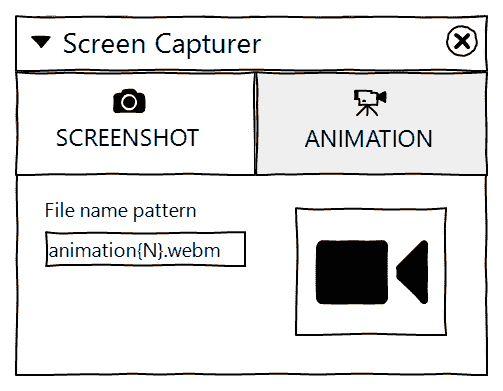 Screen Capturer
SCREENSHOT
ANIMATION
File name pattern
animation{N}.webm